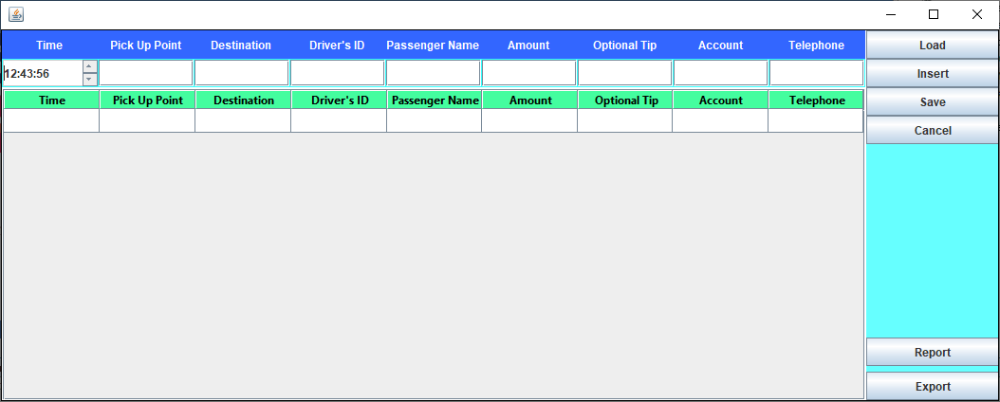 Time Pick Up Point Destination Driver's ID Passenger Name Amount Optional Tip Account Telephone Load
12:43:56 Insert
Time Pick Up Point Destination Driver's ID Passenger Name Amount Optional Tip Account Telephone Save
Cancel
Report
Export